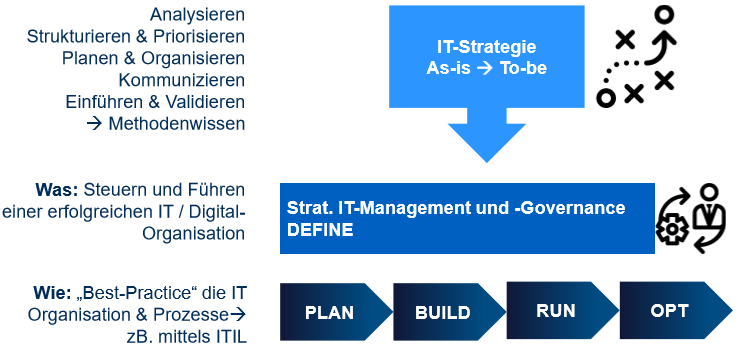 Analysieren
Strukturieren & Priorisieren
Planen & Organisieren
Kommunizieren
Einführen & Validieren
→ Methodenwissen
IT-Strategie
As-is → To-be
Was: Steuern und Führen
einer erfolgreichen IT / Digital-
Organisation
Strat. IT-Management und -Governance
DEFINE
Wie: „Best-Practice“ die IT
Organisation & Prozesse→
zB. mittels ITIL
PLAN
BUILD
RUN
OPT